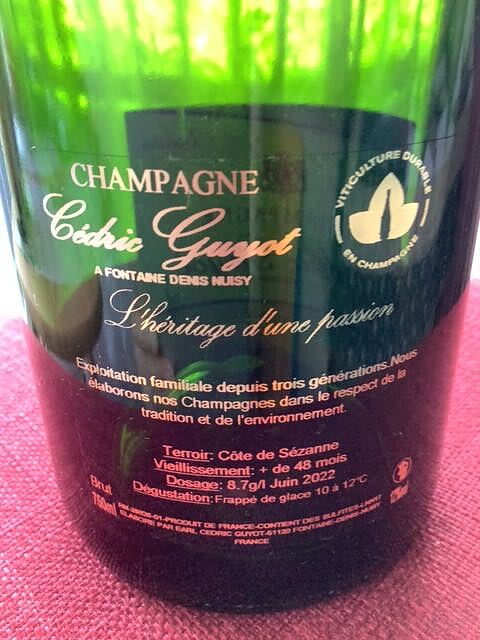 CHAMPAGNE
Cédric Guyot
A FONTAINE DENIS NUISY
VITICULTURE DURABLE
EN CHAMPAGNE
L'héritage d'une passion
Exploitation familiale depuis trois générations.Nous
élaborons nos Champagnes dans le respect de la
tradition et de l'environnement.
Terroir: Côte de Sézanne
Vieillissement: + de 48 mois
Dosage: 8.7g/l Juin 2022
Dégustation: Frappé de glace 10 à 12°C
Brut
750ml
12%vol
PRODUIT DE FRANCE-CONTIENT DES SULFITES
ELABORE PAR EARL CEDRIC GUYOT-51120 FONTAINE-DENIS-NUISY
FRANCE